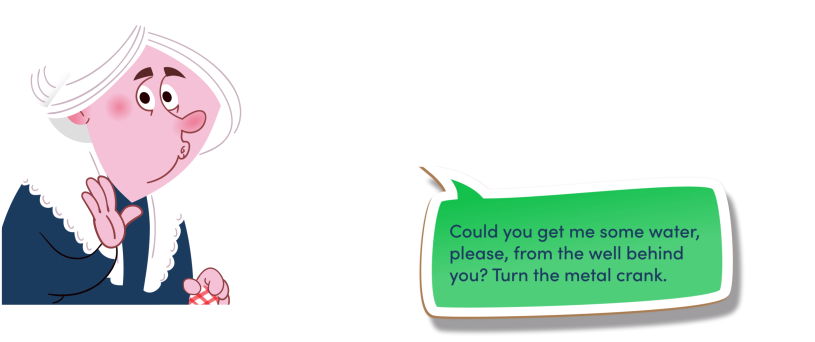 Could you get me some water,
please, from the well behind
you? Turn the metal crank.